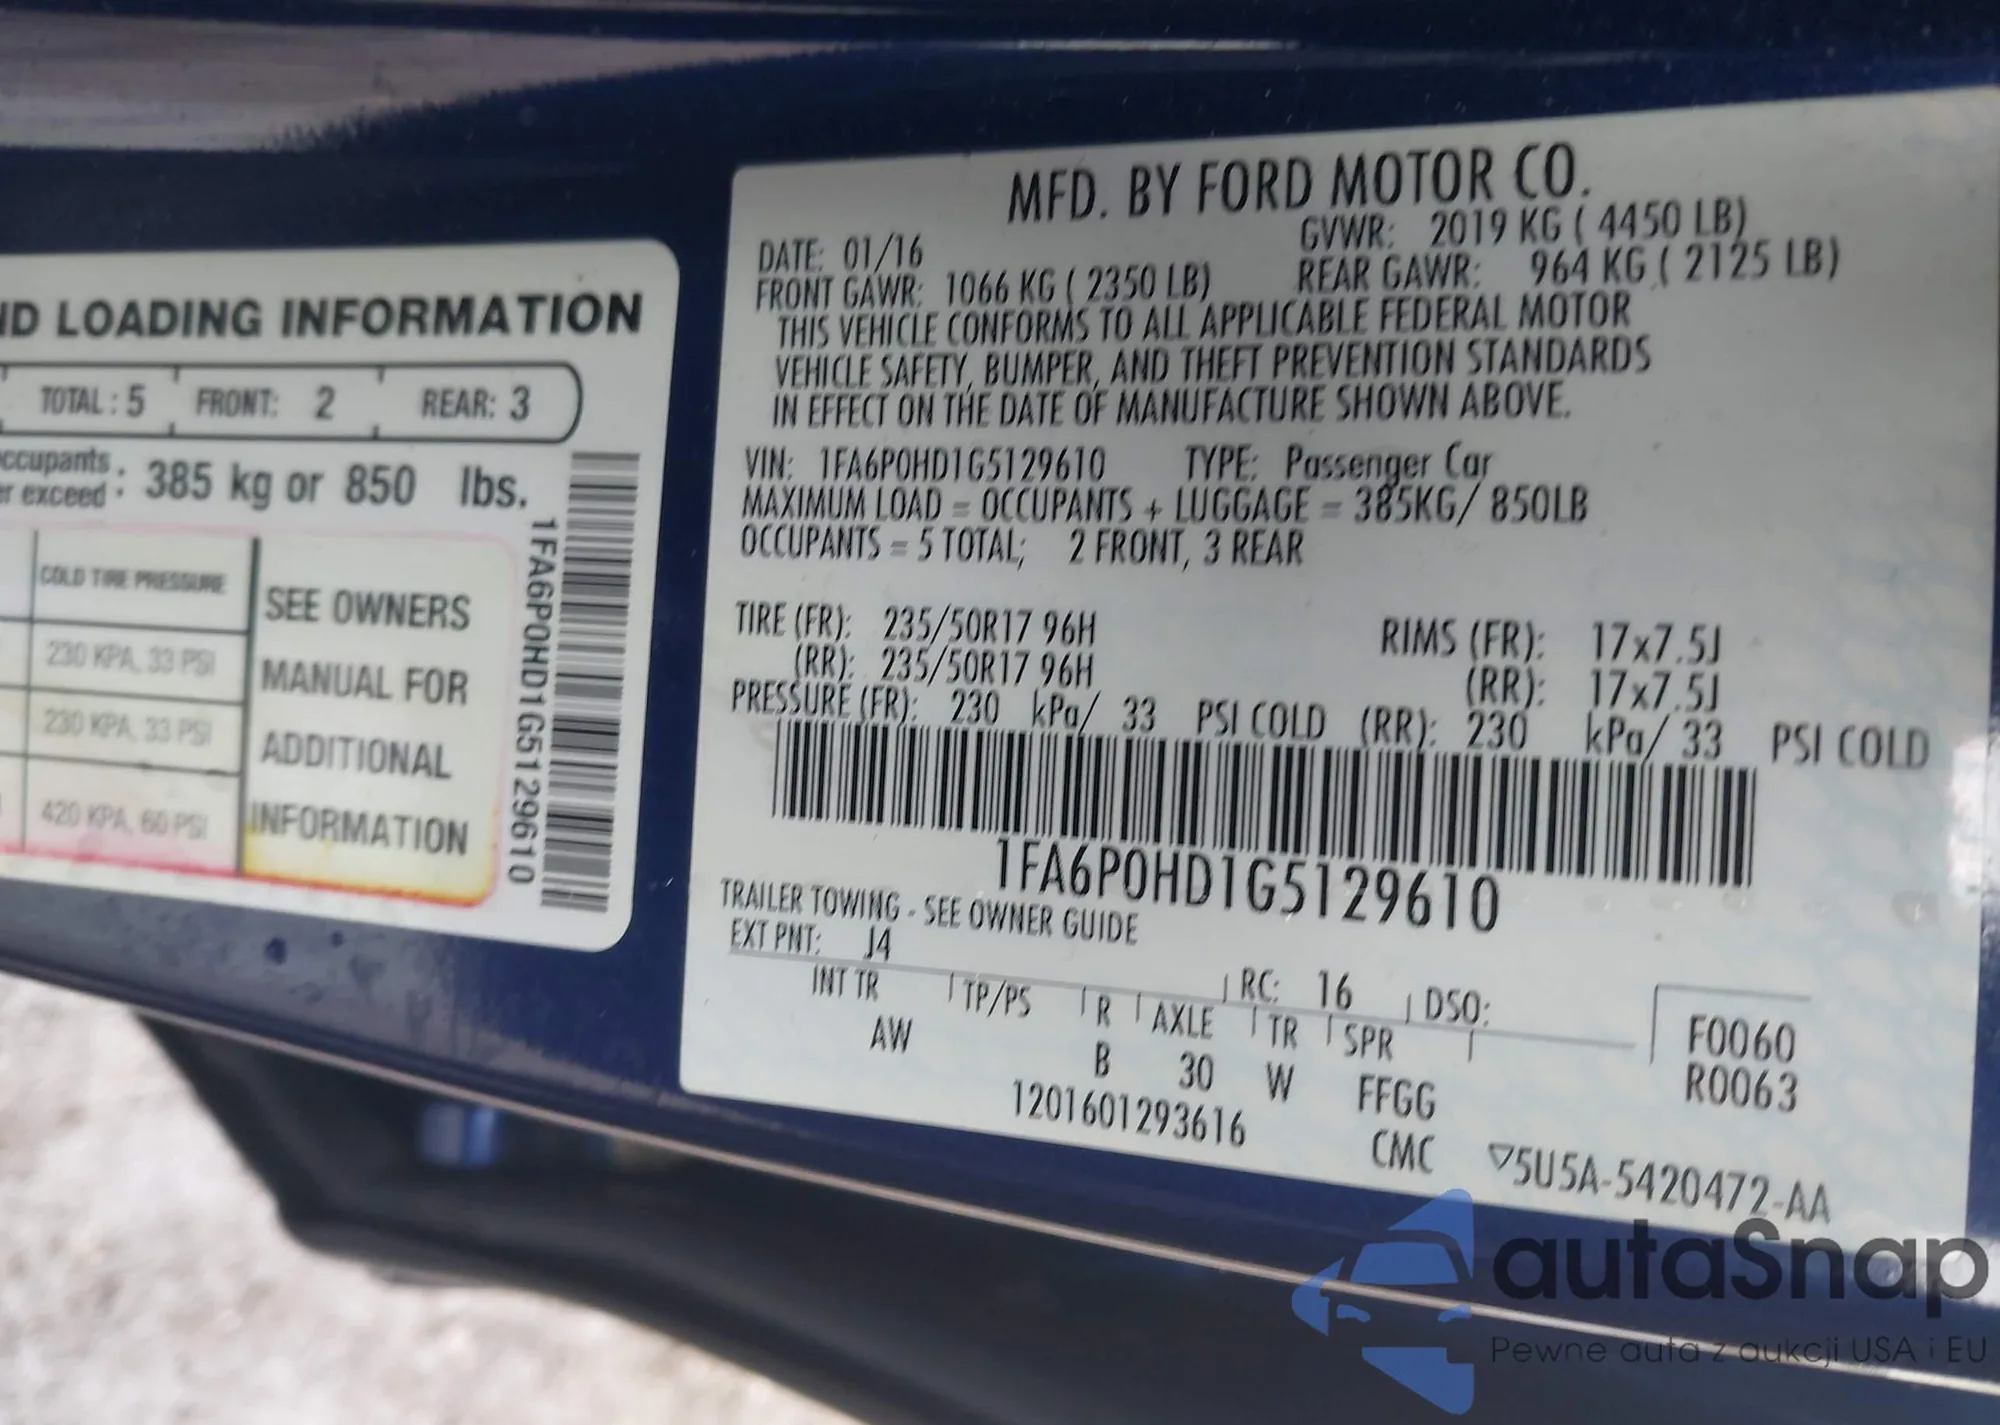 ND LOADING INFORMATION
TOTAL : 5 FRONT: 2 REAR: 3
ccupants
er exceed : 385 kg or 850 lbs.
COLD TIRE PRESSURE
230 KPA, 33 PSI
230 KPA, 33 PSI
420 KPA, 60 PSI
SEE OWNERS
MANUAL FOR
ADDITIONAL
INFORMATION
1FA6P0HD1G5129610
MFD. BY FORD MOTOR CO.
DATE: 01/16 GVWR: 2019 KG ( 4450 LB)
FRONT GAWR: 1066 KG ( 2350 LB) REAR GAWR: 964 KG ( 2125 LB)
THIS VEHICLE CONFORMS TO ALL APPLICABLE FEDERAL MOTOR
VEHICLE SAFETY, BUMPER, AND THEFT PREVENTION STANDARDS
IN EFFECT ON THE DATE OF MANUFACTURE SHOWN ABOVE.
VIN: 1FA6P0HD1G5129610 TYPE: Passenger Car
MAXIMUM LOAD = OCCUPANTS + LUGGAGE = 385KG/ 850LB
OCCUPANTS = 5 TOTAL; 2 FRONT, 3 REAR
TIRE (FR): 235/50R17 96H RIMS (FR): 17x7.5J
(RR): 235/50R17 96H (RR): 17x7.5J
PRESSURE (FR): 230 kPa/ 33 PSI COLD (RR): 230 kPa/ 33 PSI COLD
1FA6P0HD1G5129610
TRAILER TOWING - SEE OWNER GUIDE
EXT PNT: J4 RC: 16 DSO:
INT TR TP/PS R AXLE TR SPR F0060
AW B 30 W FFGG R0063
1201601293616 CMC ▽5U5A-5420472-AA
autaSnap
Pewne auta z aukcji USA i EU